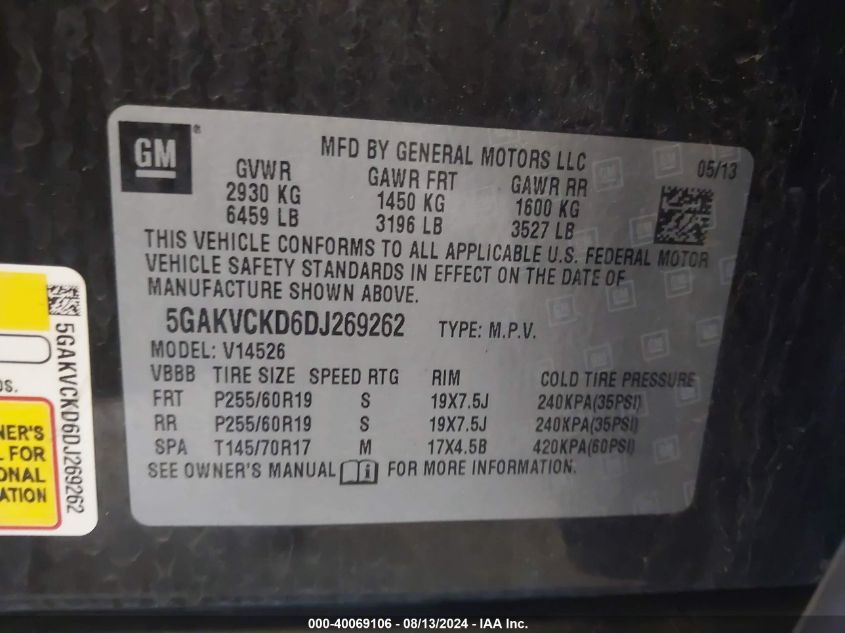 GM
®
MFD BY GENERAL MOTORS LLC
05/13
GVWR GAWR FRT GAWR RR
2930 KG 1450 KG 1600 KG
6459 LB 3196 LB 3527 LB
THIS VEHICLE CONFORMS TO ALL APPLICABLE U.S. FEDERAL MOTOR
VEHICLE SAFETY STANDARDS IN EFFECT ON THE DATE OF
MANUFACTURE SHOWN ABOVE.
5GAKVCKD6DJ269262 TYPE: M.P.V.
MODEL: V14526
VBBB TIRE SIZE SPEED RTG RIM COLD TIRE PRESSURE
FRT P255/60R19 S 19X7.5J 240KPA(35PSI)
RR P255/60R19 S 19X7.5J 240KPA(35PSI)
SPA T145/70R17 M 17X4.5B 420KPA(60PSI)
SEE OWNER'S MANUAL FOR MORE INFORMATION.
5GAKVCKD6DJ269262
000-40069106 - 08/13/2024 - IAA Inc.